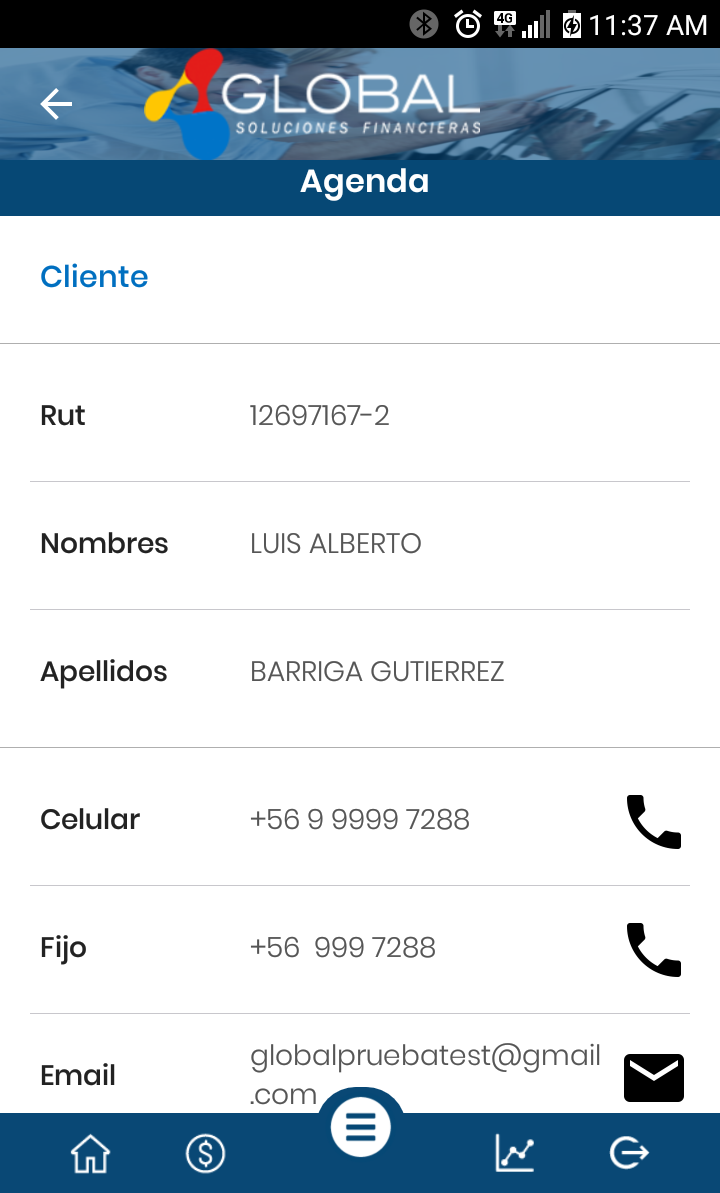 4G 11:37 AM
GLOBAL
SOLUCIONES FINANCIERAS
Agenda
Cliente
Rut 12697167-2
Nombres LUIS ALBERTO
Apellidos BARRIGA GUTIERREZ
Celular +56 9 9999 7288
Fijo +56  999 7288
Email globalpruebatest@gmail
.com